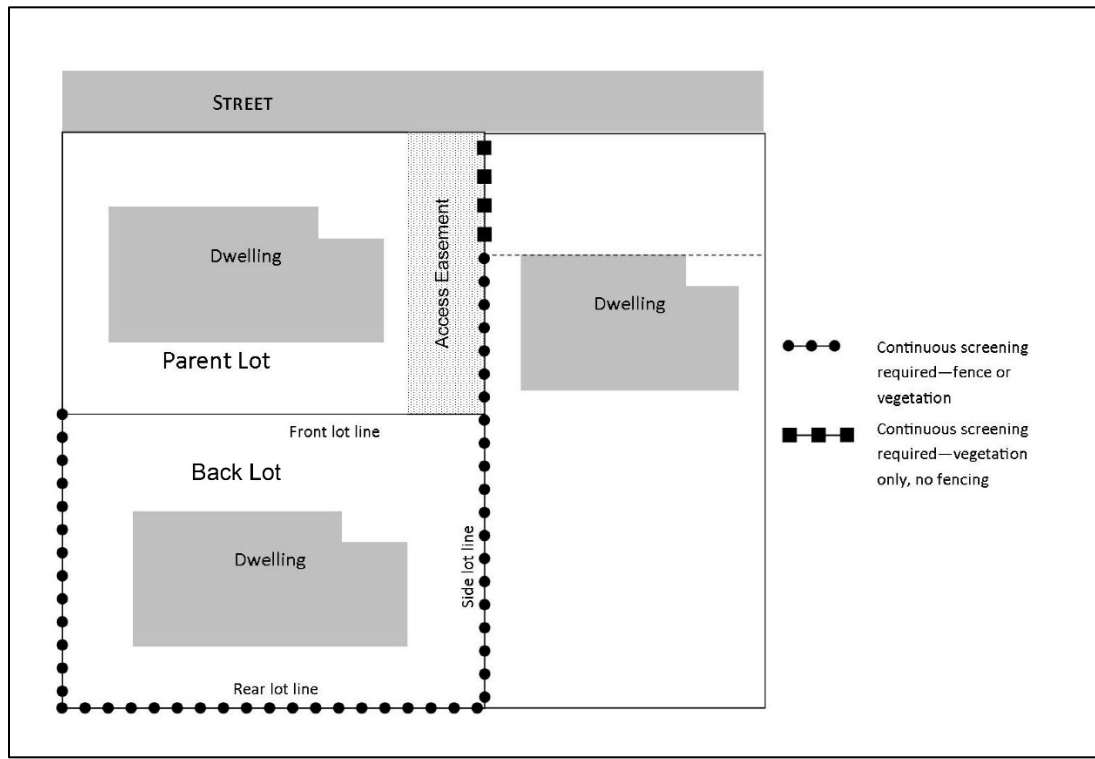 STREET
Access Easement
Dwelling
Parent Lot
Dwelling
Continuous screening
required—fence or
vegetation
Continuous screening
required—vegetation
only, no fencing
Front lot line
Back Lot
Dwelling
Side lot line
Rear lot line